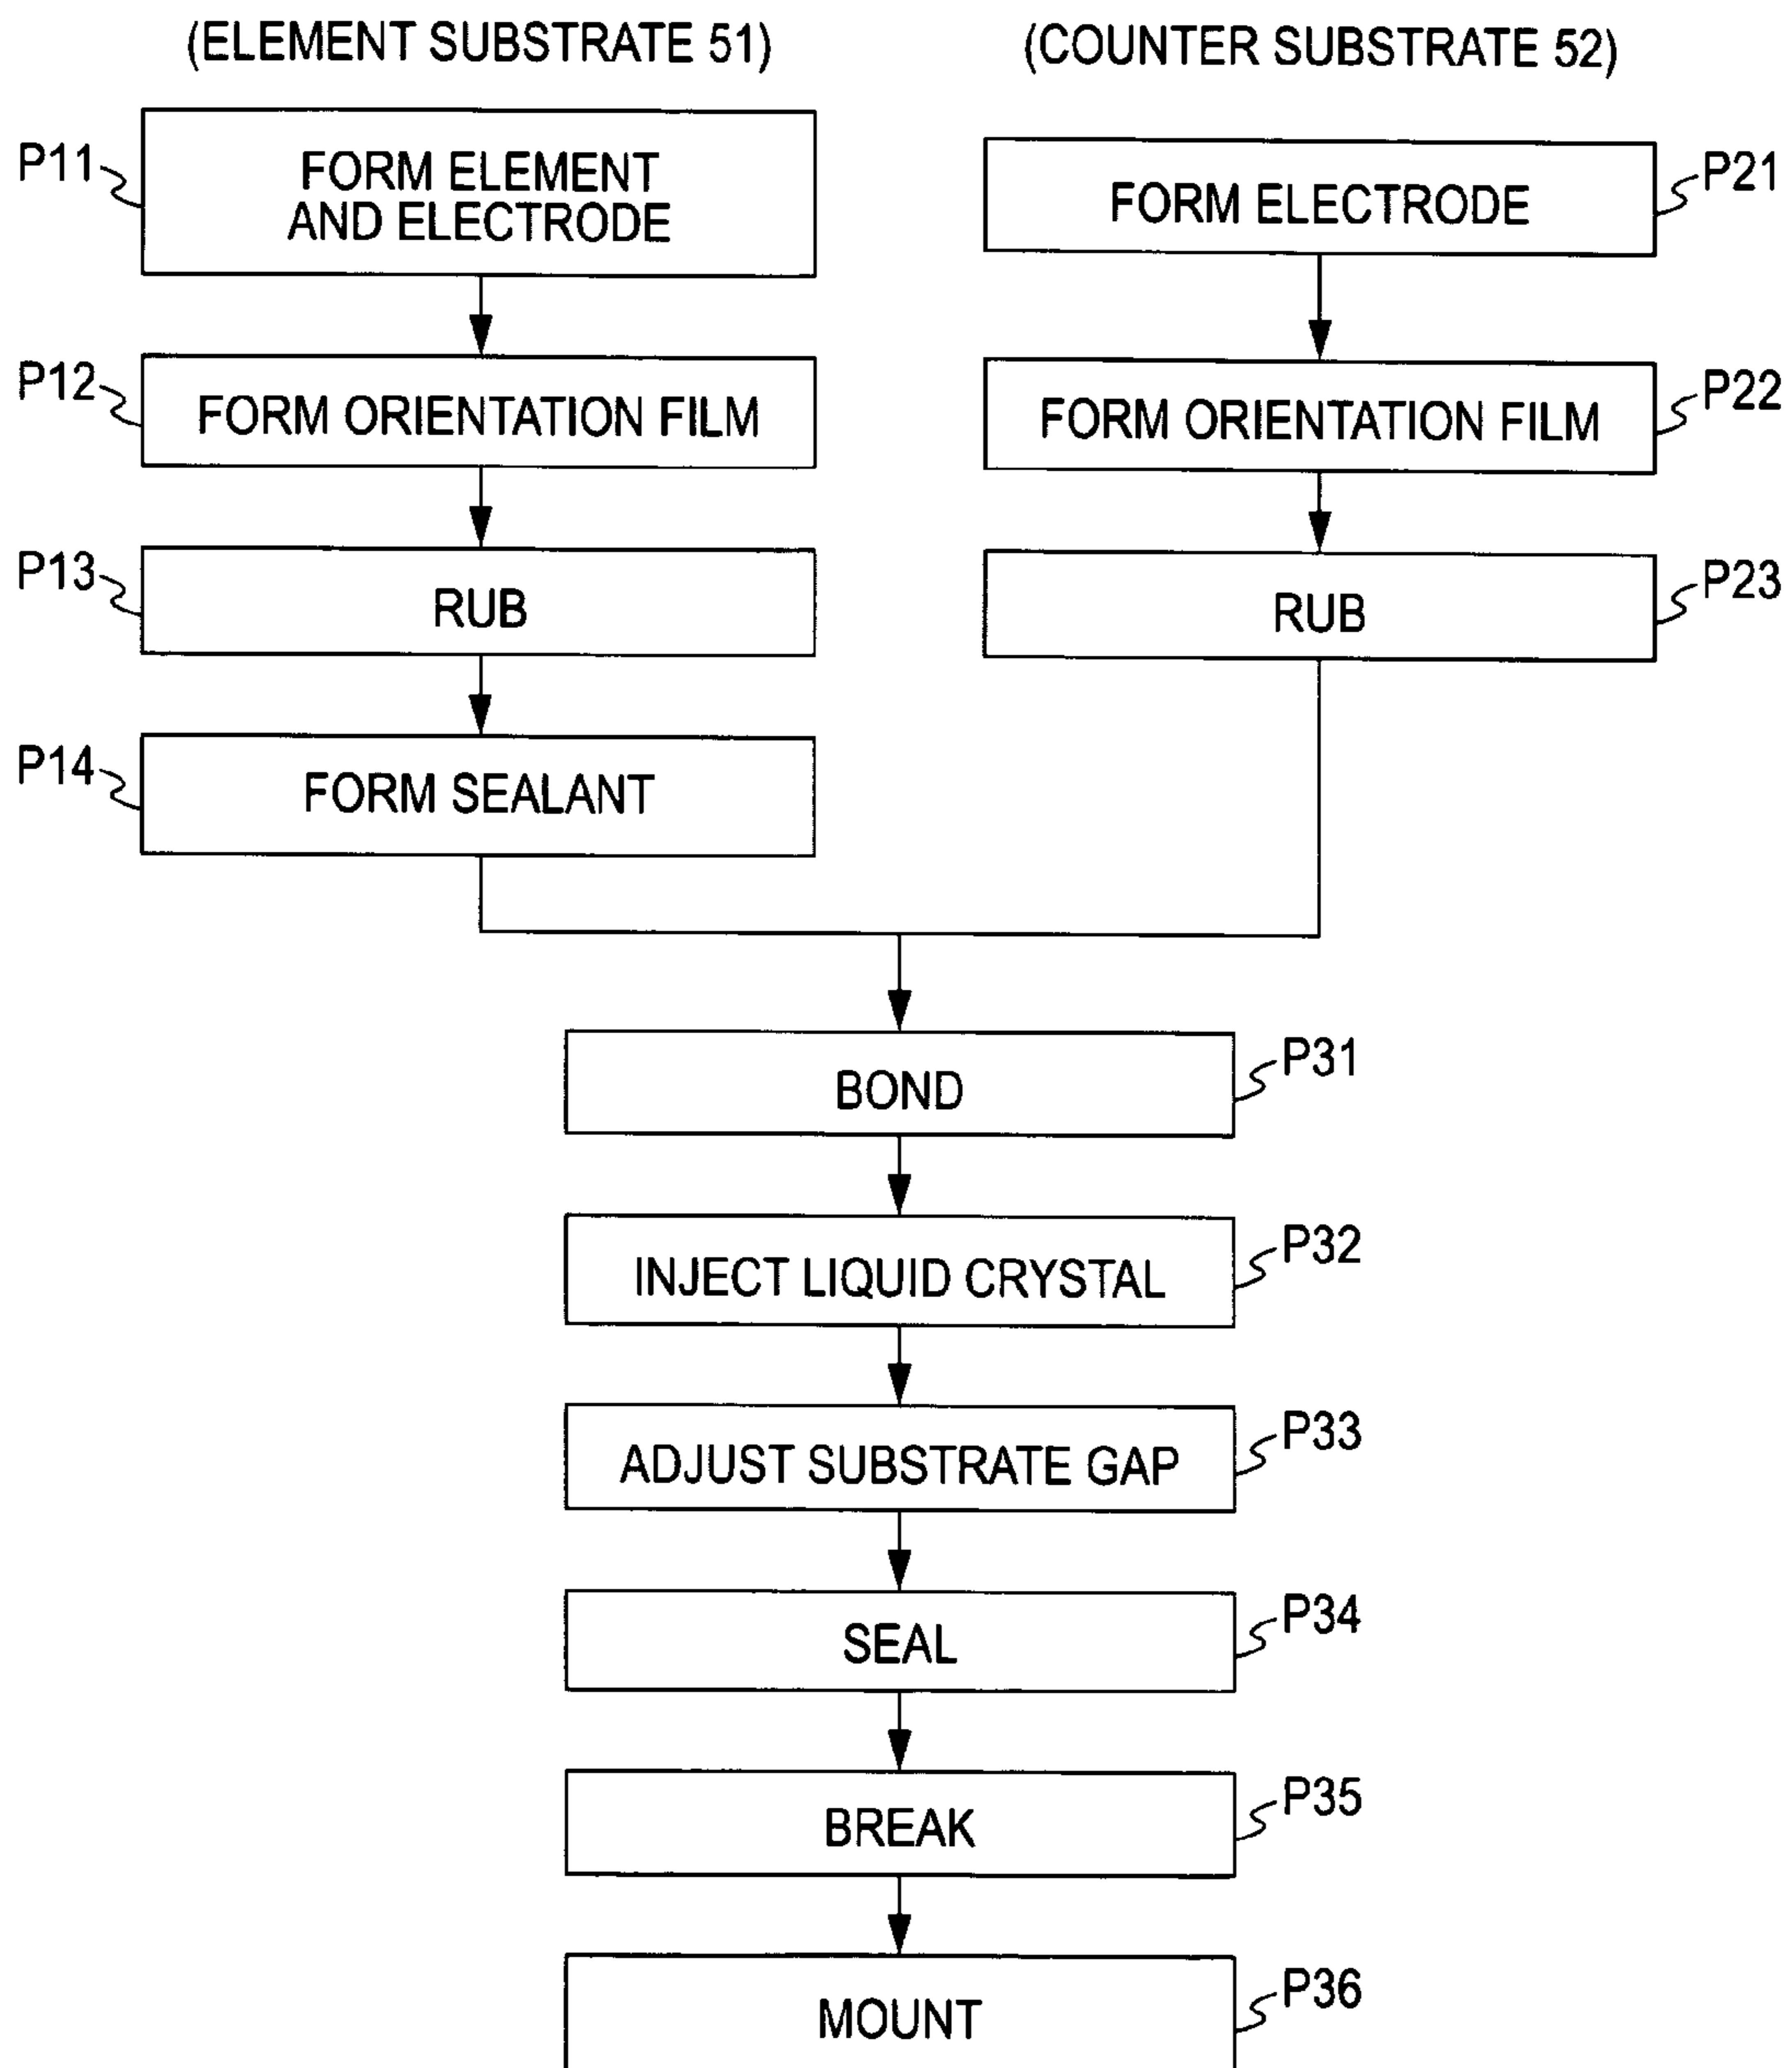 (ELEMENT SUBSTRATE 51)
P11
FORM ELEMENT
AND ELECTRODE
P12
FORM ORIENTATION FILM
P13
RUB
P14
FORM SEALANT
(COUNTER SUBSTRATE 52)
FORM ELECTRODE
P21
FORM ORIENTATION FILM
P22
RUB
P23
BOND
P31
INJECT LIQUID CRYSTAL
P32
ADJUST SUBSTRATE GAP
P33
SEAL
P34
BREAK
P35
MOUNT
P36